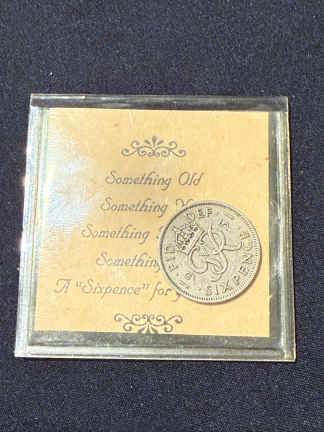 Something Old
Something
Something
Something
A "Sixpence" for
FID DEF
SIXPENCE